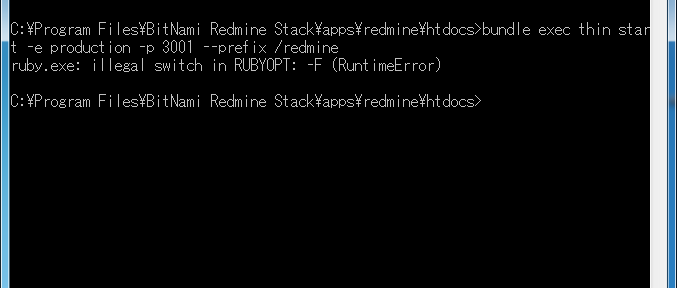 C:¥Program Files¥BitNami Redmine Stack¥apps¥redmine¥htdocs>bundle exec thin star
t -e production -p 3001 --prefix /redmine
ruby.exe: illegal switch in RUBYOPT: -F (RuntimeError)
C:¥Program Files¥BitNami Redmine Stack¥apps¥redmine¥htdocs>